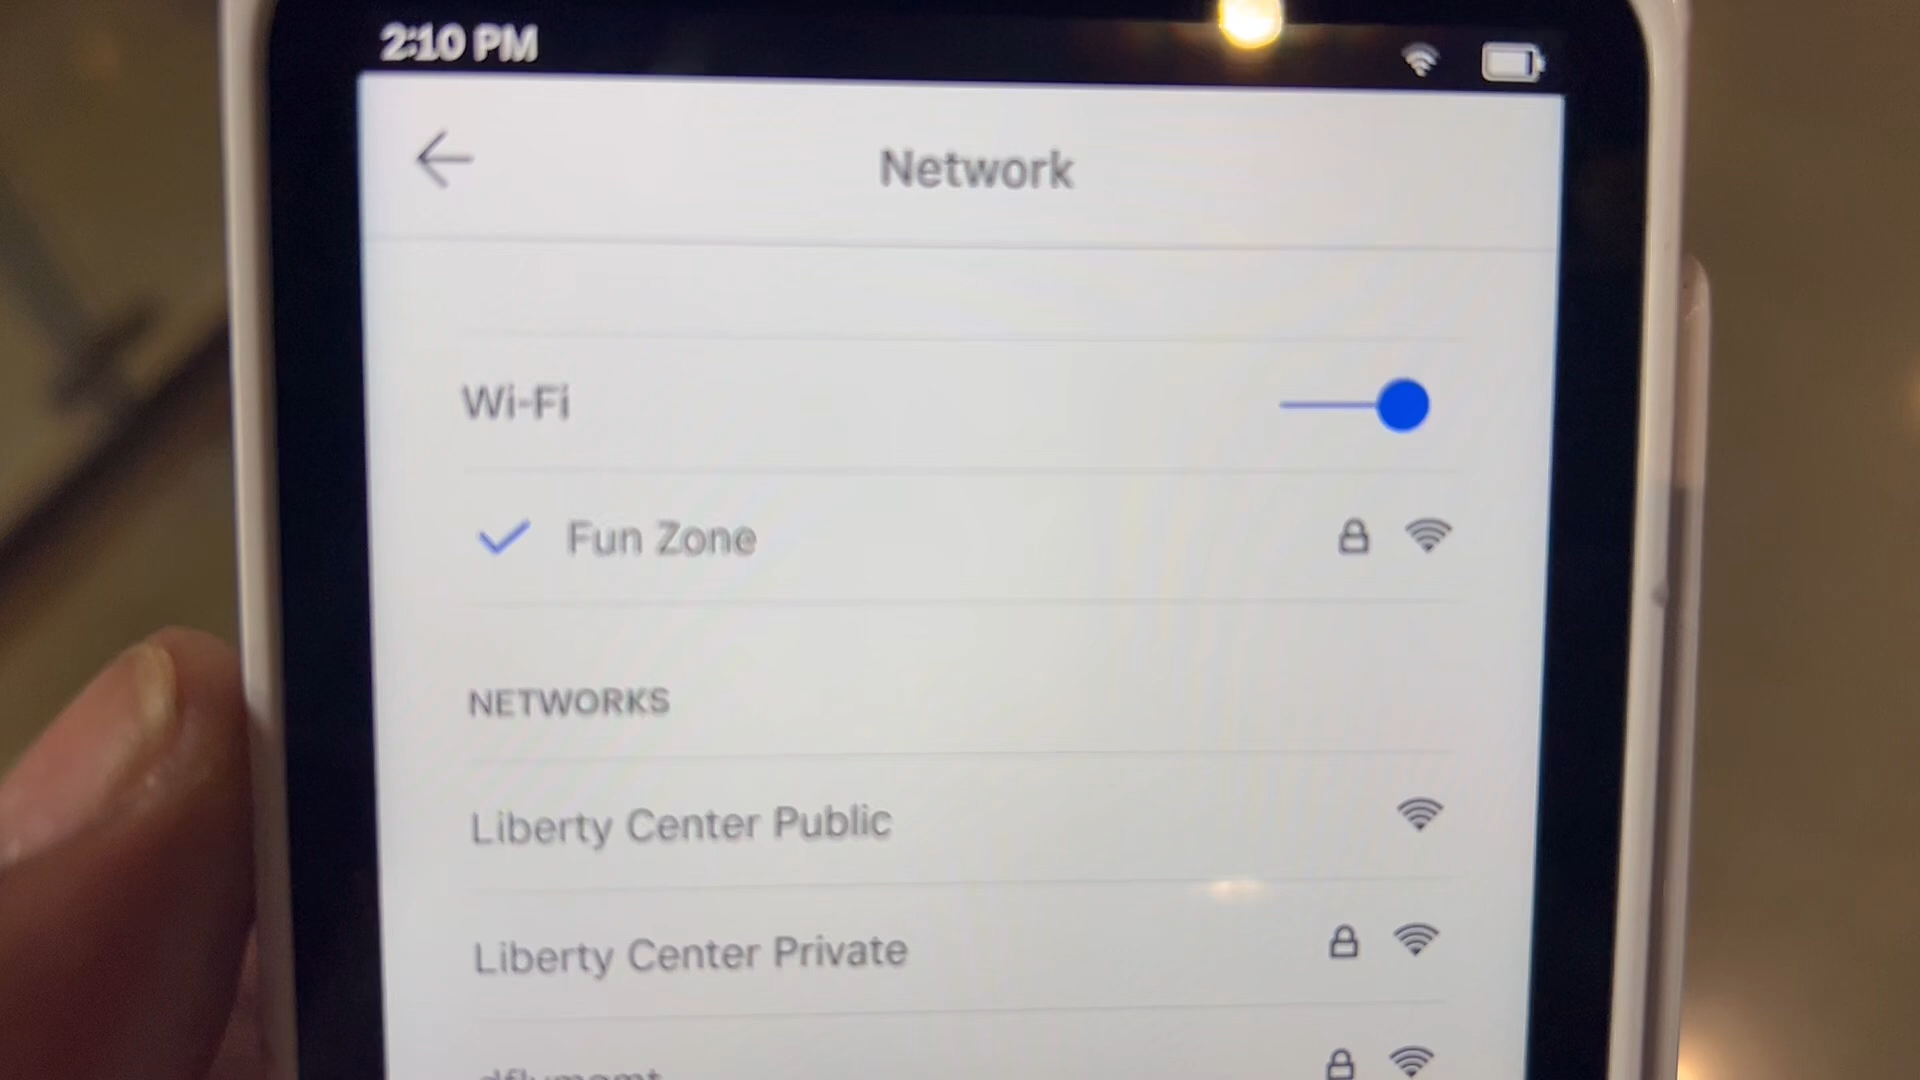 2:10 PM
Network
Wi-Fi
Fun Zone
NETWORKS
Liberty Center Public
Liberty Center Private